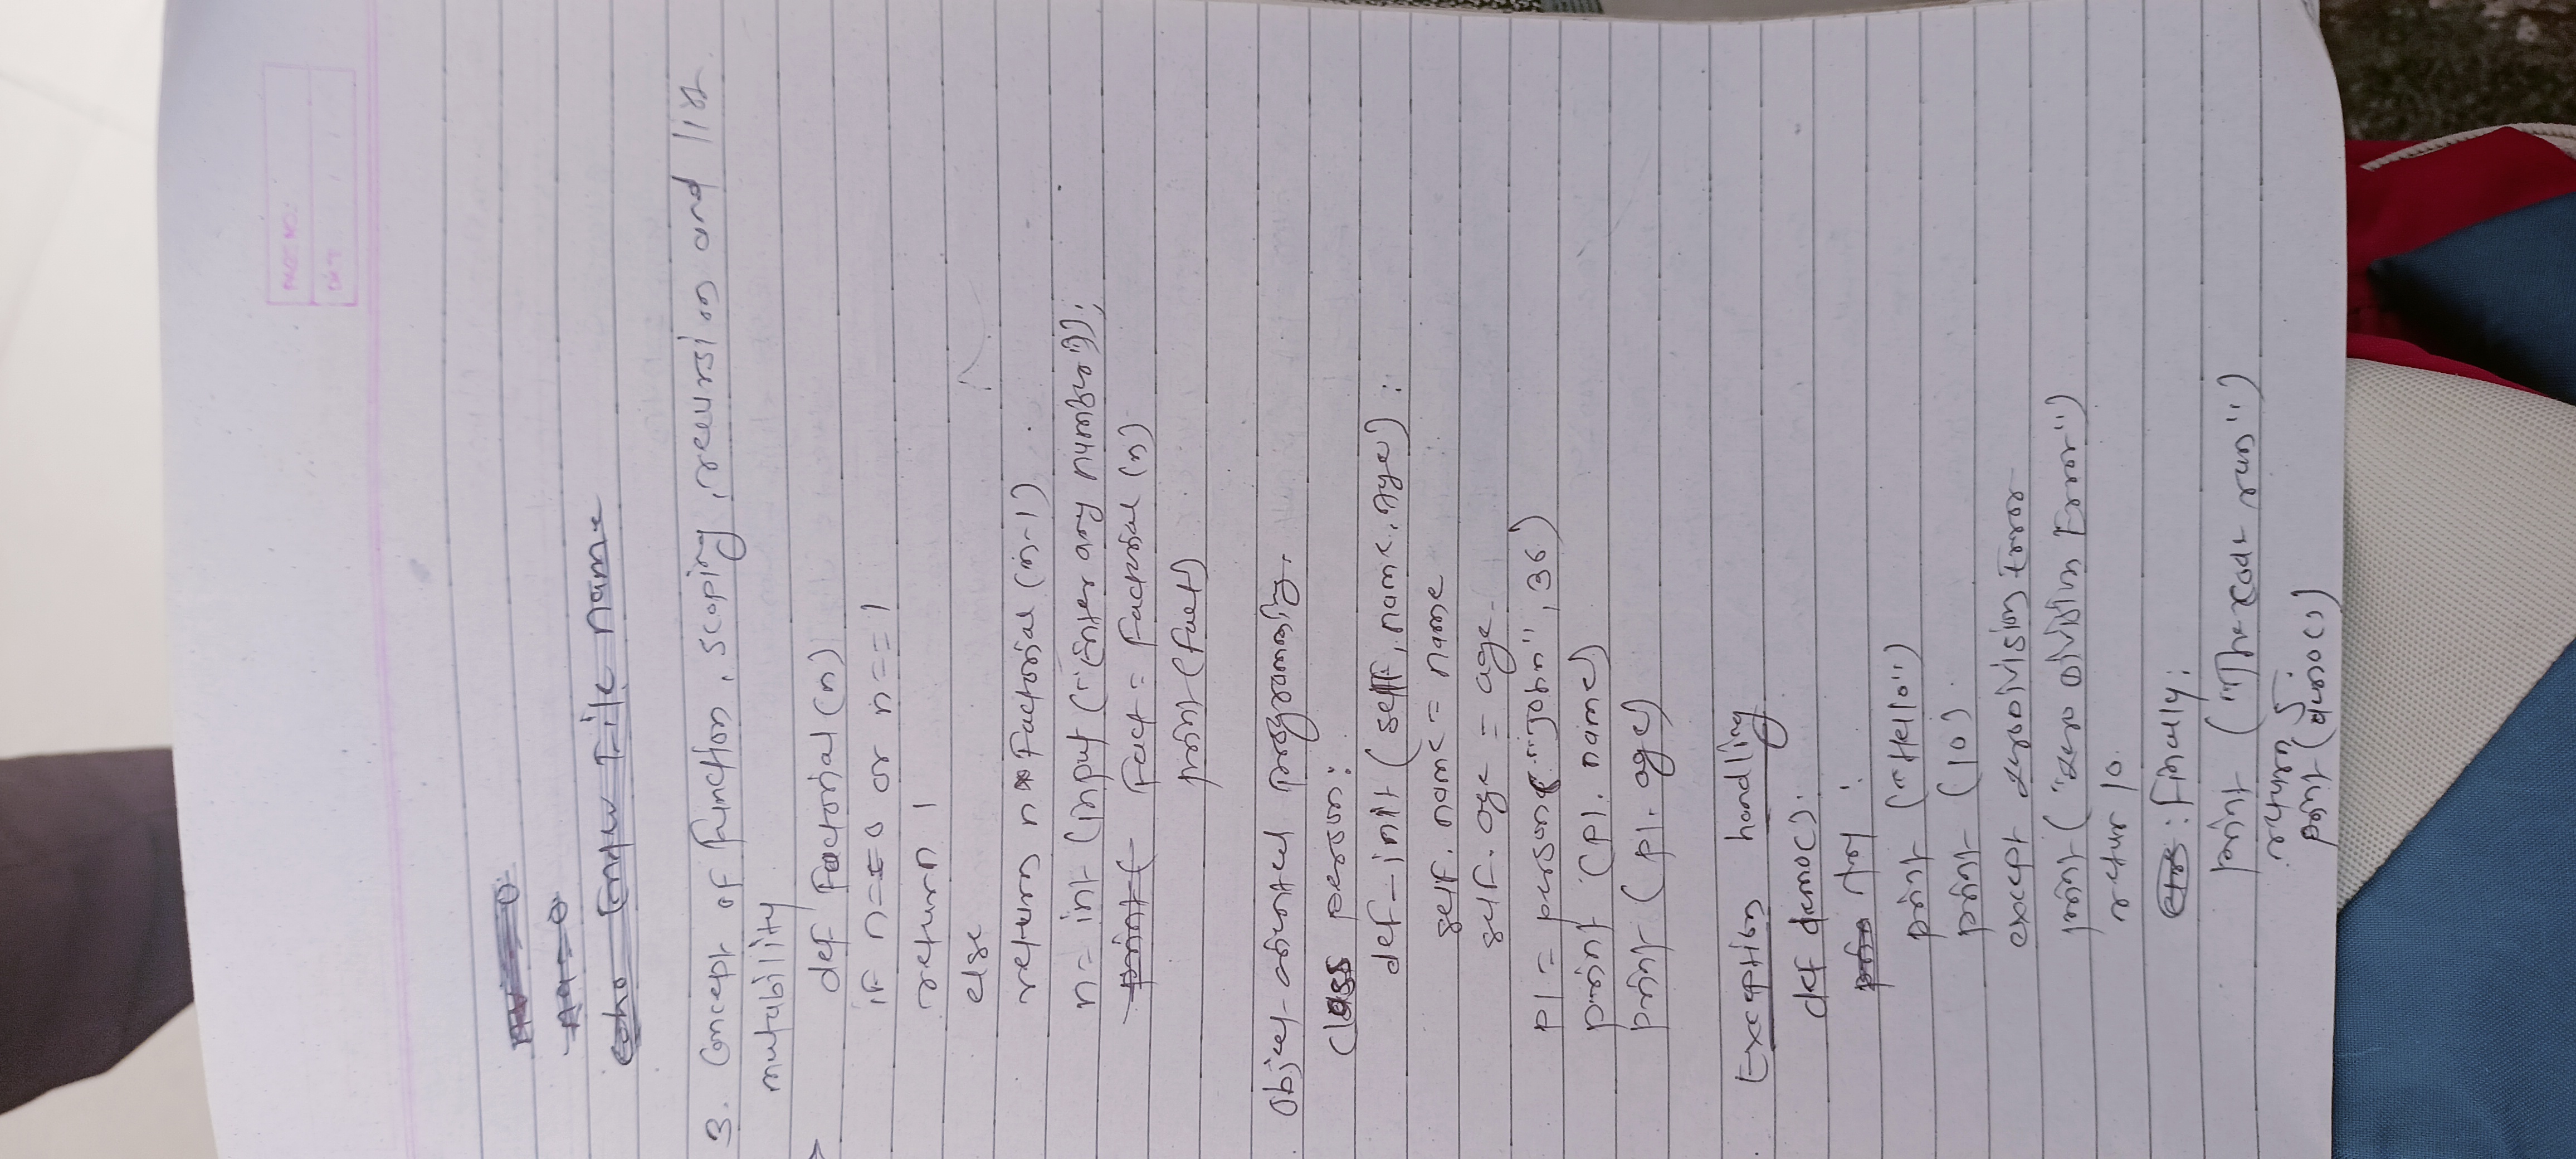 PAGE NO.:
DATE
Enter File name
3. Concept of function, scoping, recursion and list
mutability
def factorial(n)
if n==0 or n==1
return 1
else
return n*Factorial(n-1)
n = int(input("Enter any number"));
print(
fact = factorial(n)
print(fact)
Object-oriented programming.
Class person:
def-init(self, name, age):
self.name = name
self.age = age
p1 = person("John", 36)
print(p1.name)
print(p1.age)
Exception handling
def demo():
try:
print("Hello")
print(10)
except zerodivision Error
print("zero division Error")
retur 10
: finally:
print("The code runs")
return 5
print(demo())